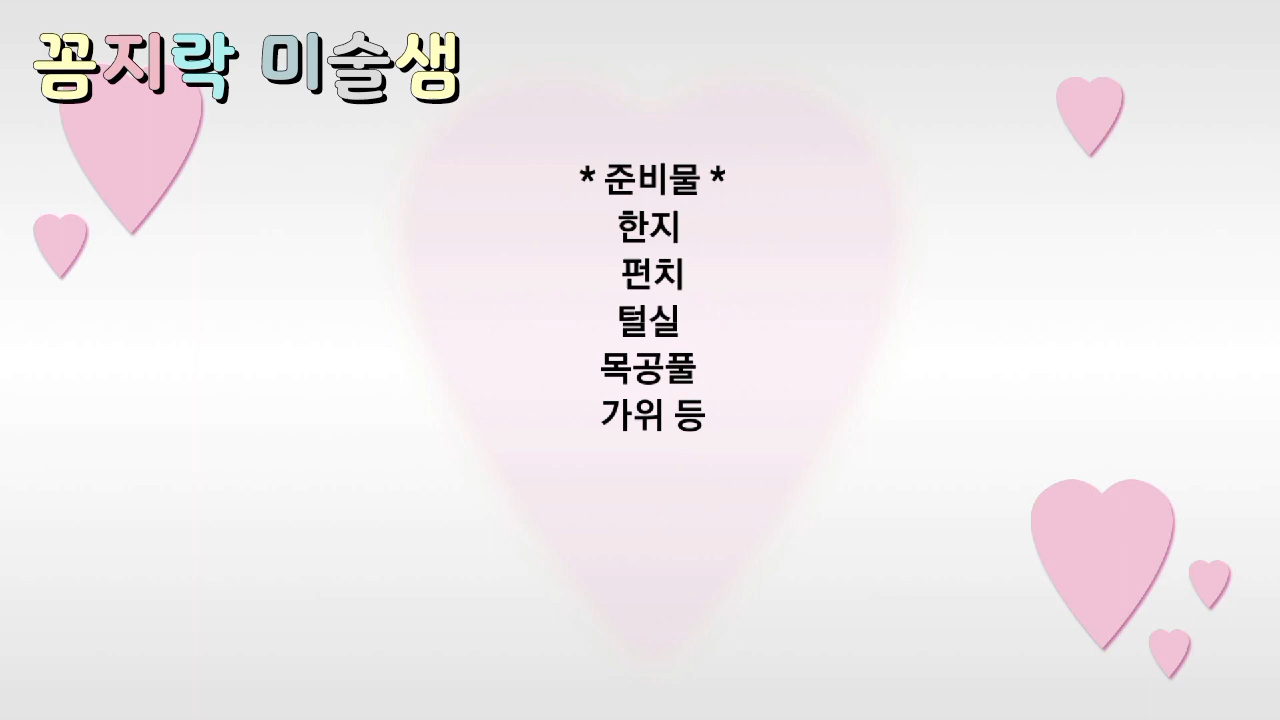 꼼지락 미술샘
* 준비물 *
한지
펀치
털실
목공풀
가위 등